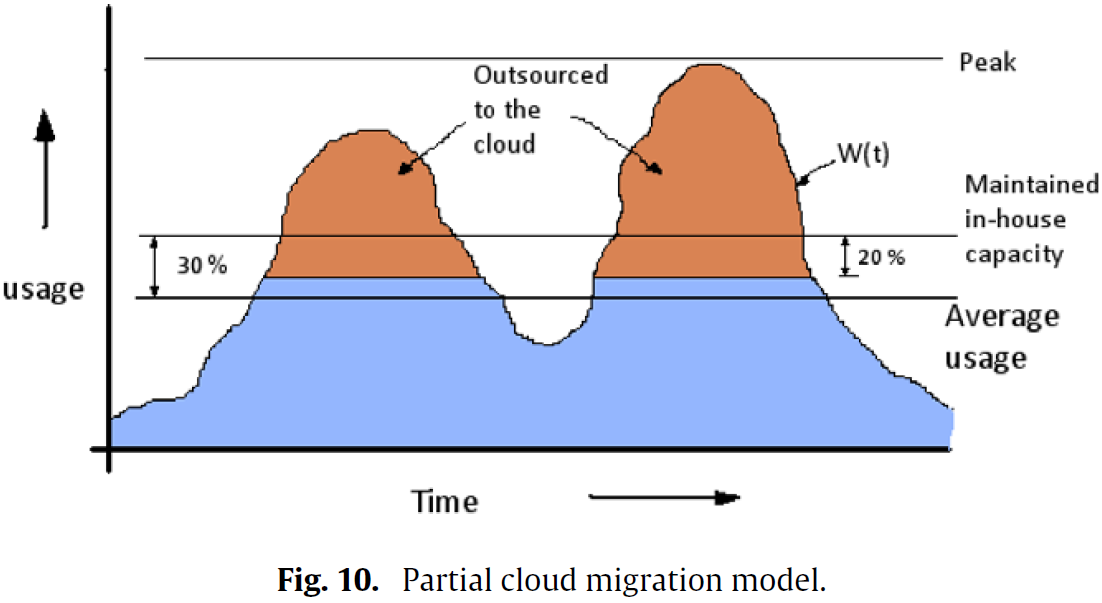 Peak
Outsourced
to the
cloud
W(t)
Maintained
in-house
capacity
30 %
20 %
usage
Average
usage
Time
Fig. 10. Partial cloud migration model.